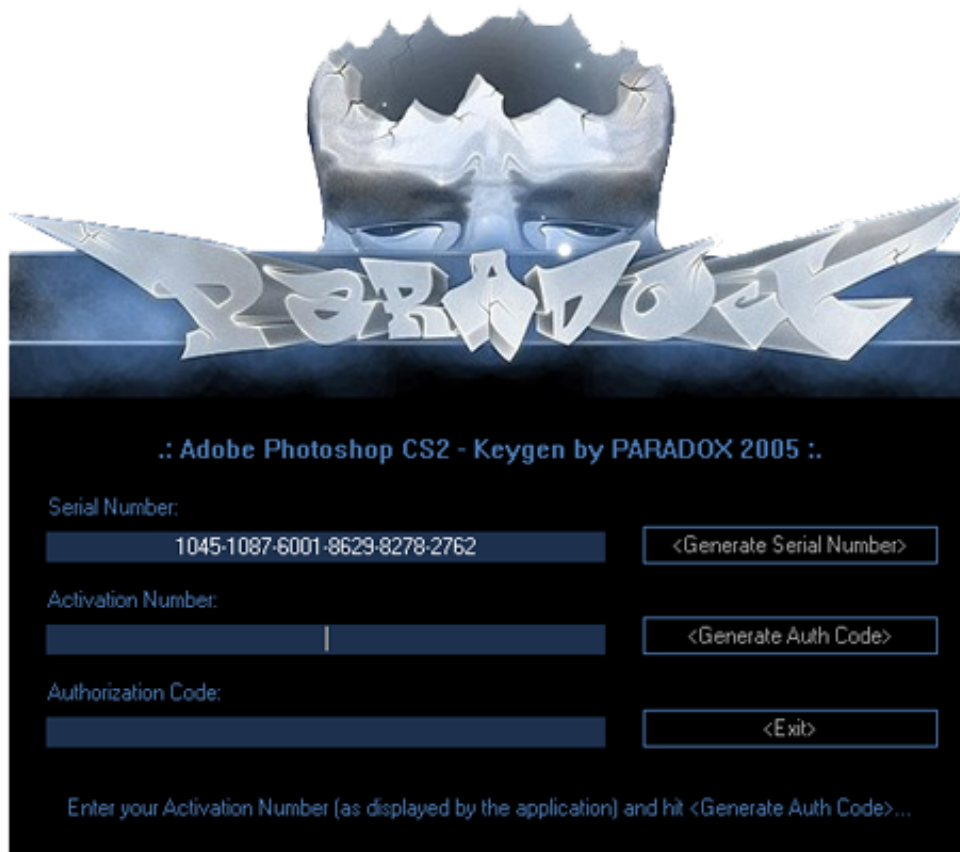 PARADOX
.: Adobe Photoshop CS2 - Keygen by PARADOX 2005 :.
Serial Number:
1045-1087-6001-8629-8278-2762
<Generate Serial Number>
Activation Number:
<Generate Auth Code>
Authorization Code:
<Exit>
Enter your Activation Number (as displayed by the application) and hit <Generate Auth Code>...